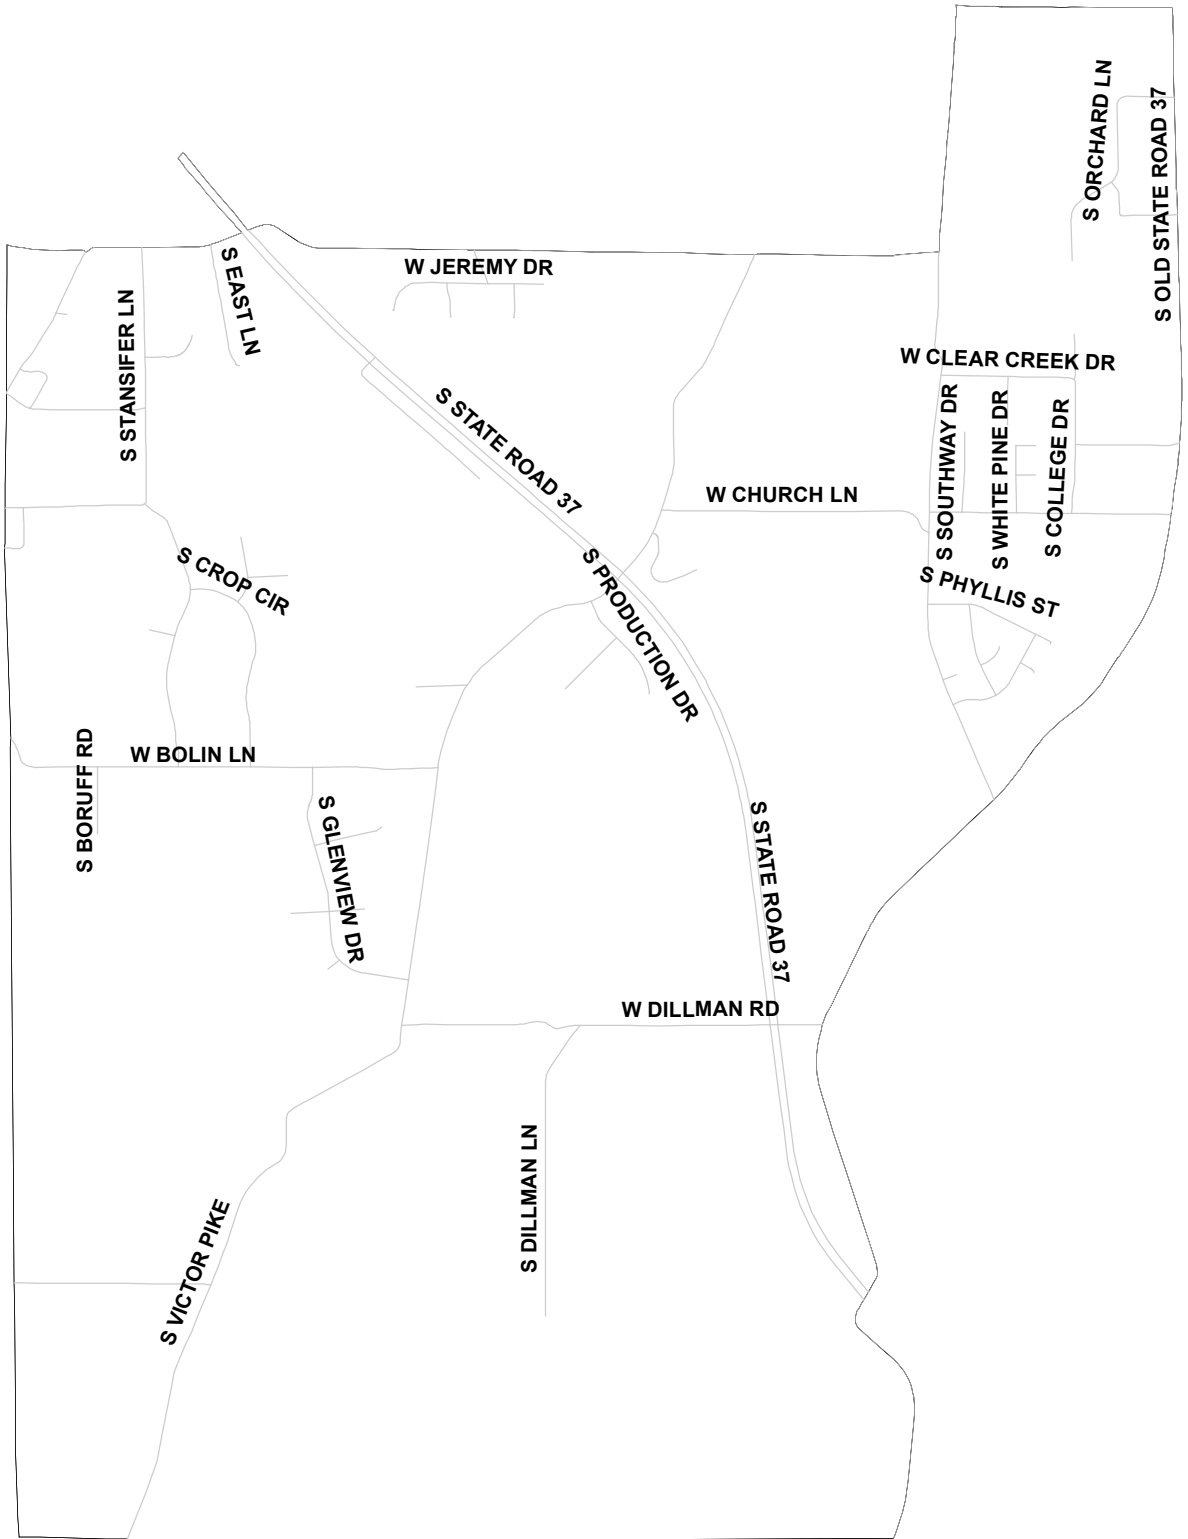 S ORCHARD LN
S OLD STATE ROAD 37
S EAST LN
W JEREMY DR
S STANSIFER LN
W CLEAR CREEK DR
S STATE ROAD 37
S SOUTHWAY DR
S WHITE PINE DR
S COLLEGE DR
W CHURCH LN
S CROP CIR
S PRODUCTION DR
S PHYLLIS ST
S BORUFF RD
W BOLIN LN
S GLENVIEW DR
S STATE ROAD 37
W DILLMAN RD
S DILLMAN LN
S VICTOR PIKE